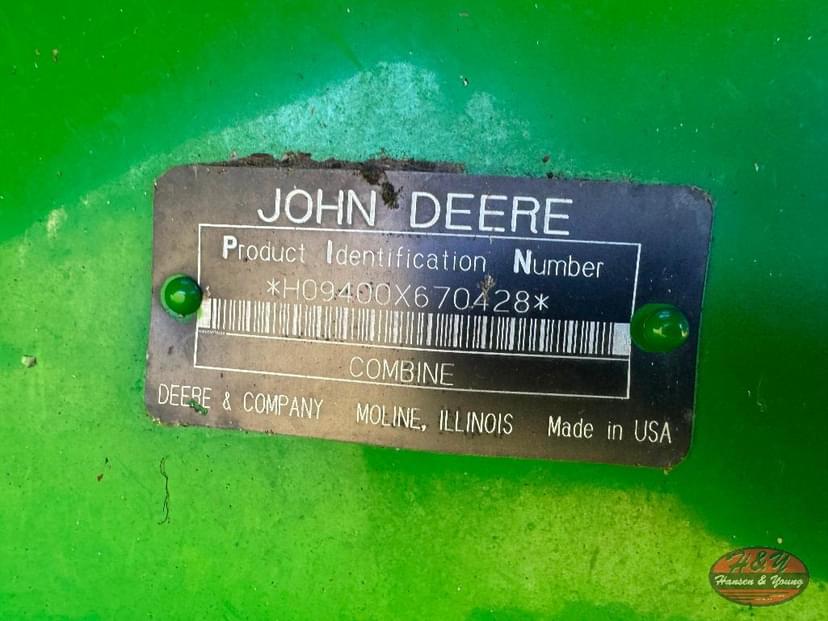 JOHN DEERE
Product Identification Number
*H09400X670428*
COMBINE
DEERE & COMPANY MOLINE, ILLINOIS Made in USA
H&Y
Hansen & Young